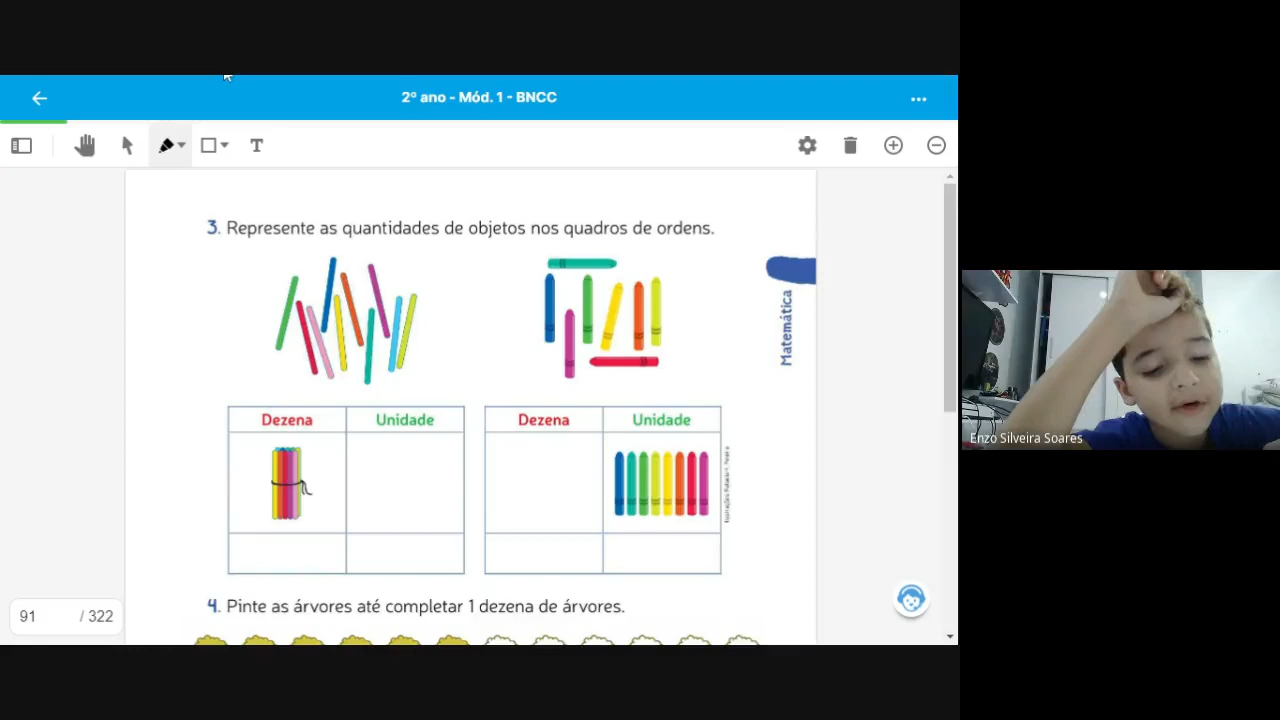 2º ano - Mód. 1 - BNCC
T
3. Represente as quantidades de objetos nos quadros de ordens.
Matemática
Dezena Unidade Dezena Unidade
4. Pinte as árvores até completar 1 dezena de árvores.
91 / 322
Enzo Silveira Soares